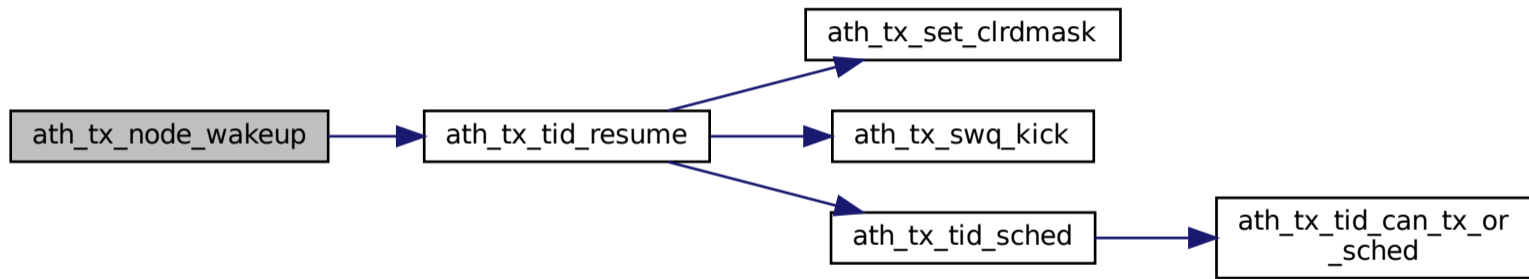 ath_tx_set_clrdmask
ath_tx_node_wakeup
ath_tx_tid_resume
ath_tx_swq_kick
ath_tx_tid_sched
ath_tx_tid_can_tx_or
_sched